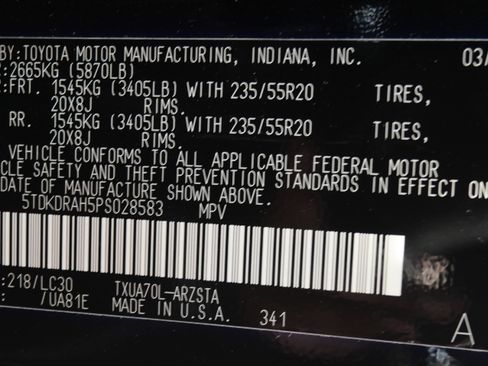 BY: TOYOTA MOTOR MANUFACTURING, INDIANA, INC. 03/
: 2665KG (5870LB)
: FRT. 1545KG (3405LB) WITH 235/55R20 TIRES,
20X8J RIMS.
RR. 1545KG (3405LB) WITH 235/55R20 TIRES,
20X8J RIMS.
VEHICLE CONFORMS TO ALL APPLICABLE FEDERAL MOTOR
CLE SAFETY AND THEFT PREVENTION STANDARDS IN EFFECT ON
DATE OF MANUFACTURE SHOWN ABOVE.
5TDKDRAH5PS028583 MPV
:218/LC30 TXUA70L-ARZSTA
: /UA81E MADE IN U.S.A. 341
A